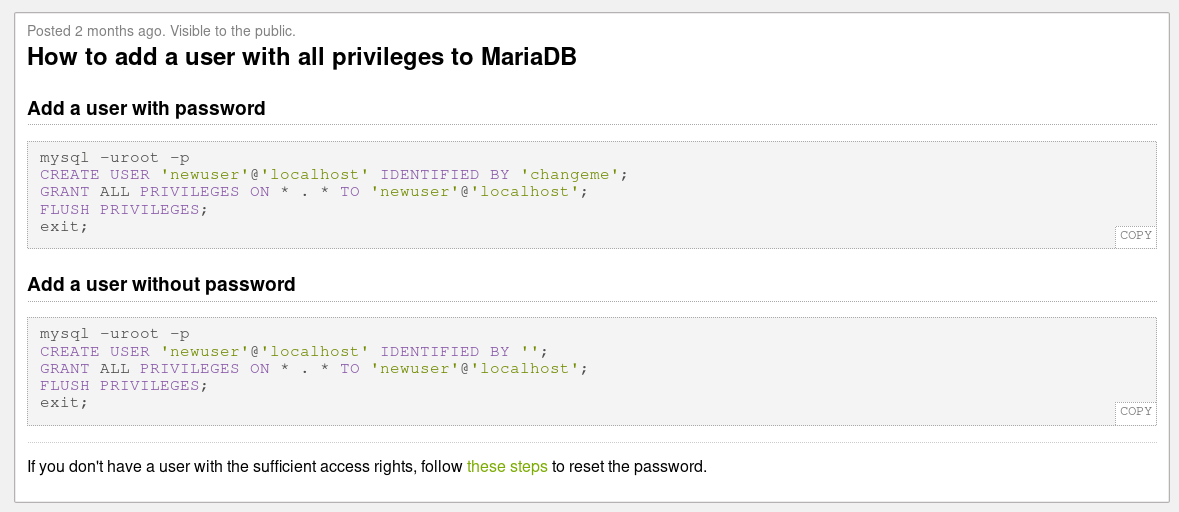 Posted 2 months ago. Visible to the public.
How to add a user with all privileges to MariaDB
Add a user with password
mysql -uroot -p
CREATE USER 'newuser'@'localhost' IDENTIFIED BY 'changeme';
GRANT ALL PRIVILEGES ON * . * TO 'newuser'@'localhost';
FLUSH PRIVILEGES;
exit;
COPY
Add a user without password
mysql -uroot -p
CREATE USER 'newuser'@'localhost' IDENTIFIED BY '';
GRANT ALL PRIVILEGES ON * . * TO 'newuser'@'localhost';
FLUSH PRIVILEGES;
exit;
COPY
If you don't have a user with the sufficient access rights, follow these steps to reset the password.